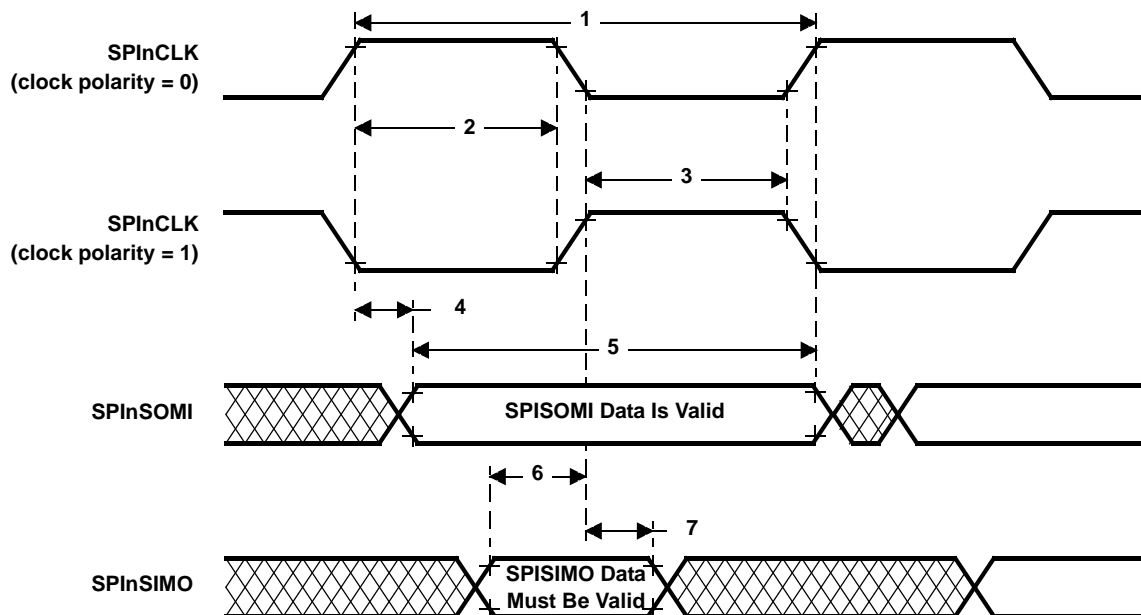 1
SPInCLK
(clock polarity = 0)
2
3
SPInCLK
(clock polarity = 1)
4
5
SPInSOMI
SPISOMI Data Is Valid
6
7
SPInSIMO
SPISIMO Data
Must Be Valid